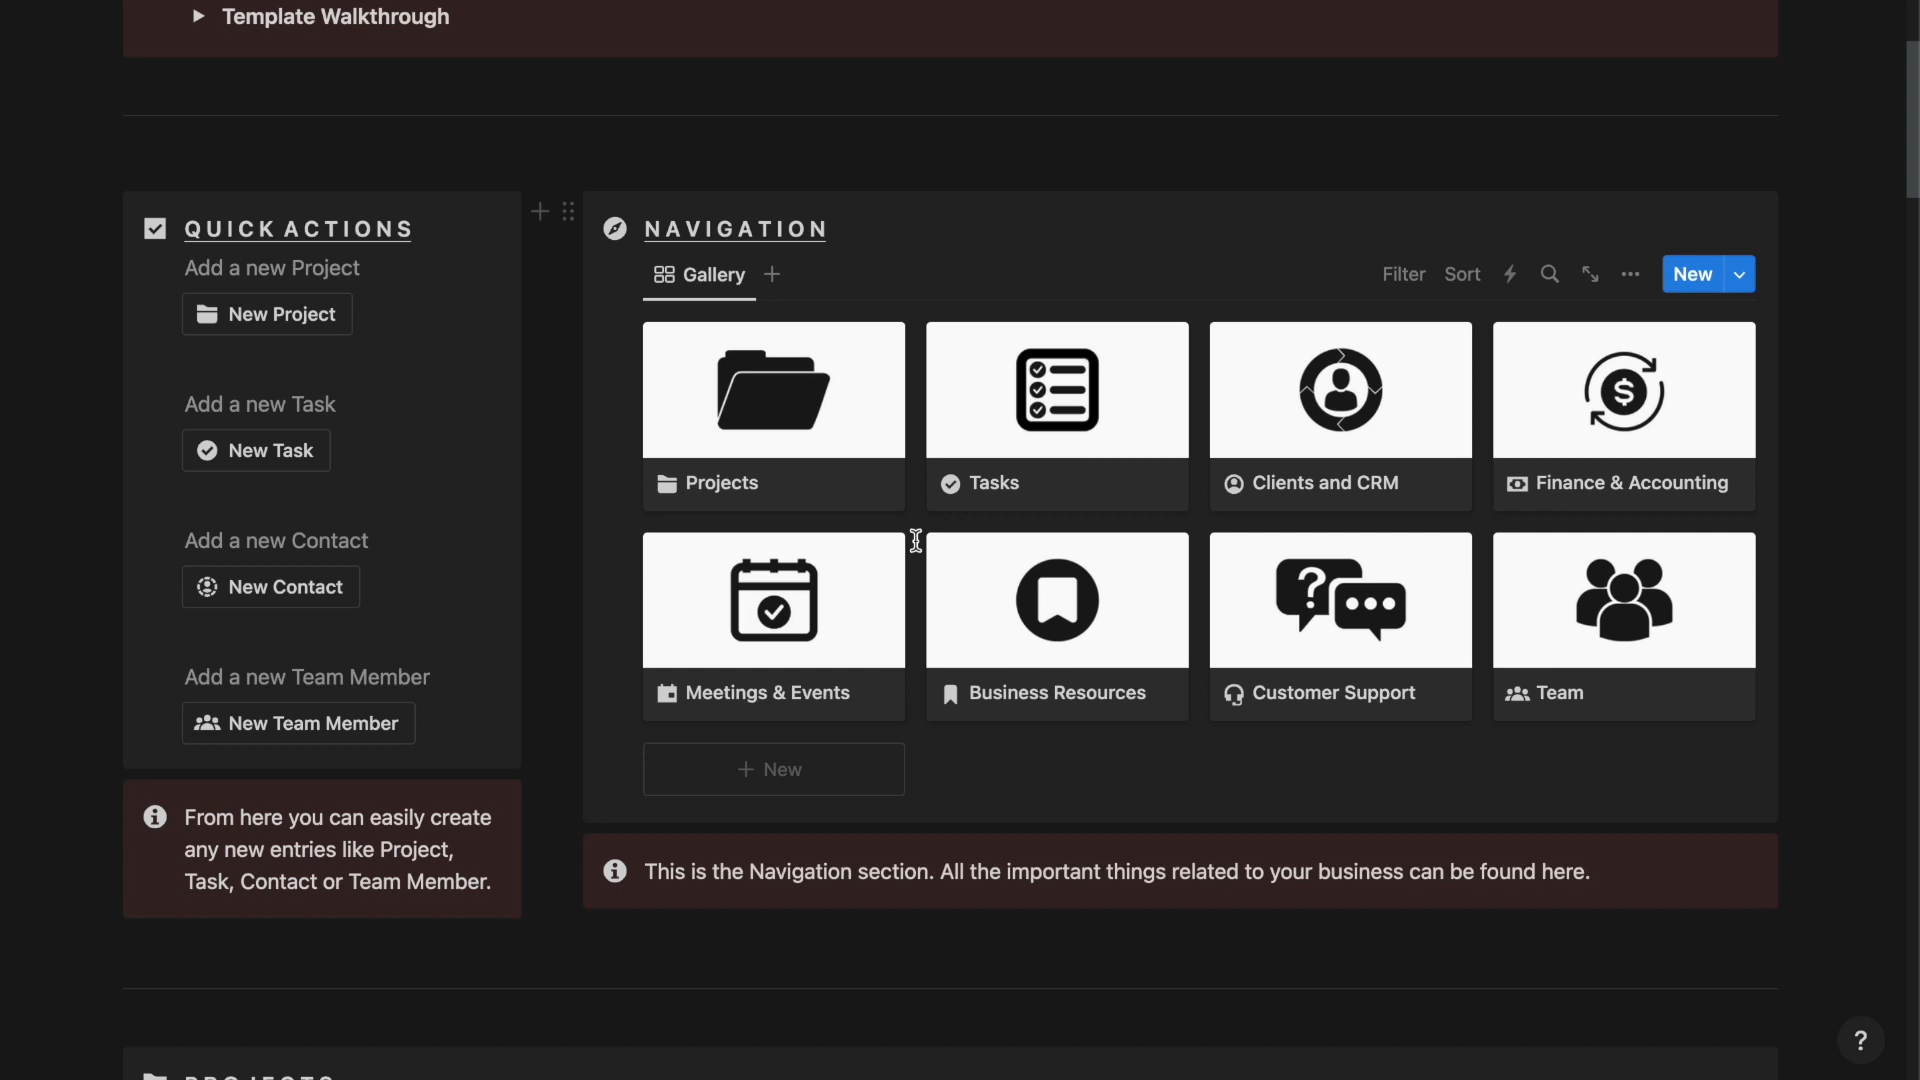 Template Walkthrough
QUICK ACTIONS
Add a new Project
New Project
Add a new Task
New Task
Add a new Contact
New Contact
Add a new Team Member
New Team Member
From here you can easily create
any new entries like Project,
Task, Contact or Team Member.
NAVIGATION
Gallery
Filter Sort New
Projects
Tasks
Clients and CRM
Finance & Accounting
Meetings & Events
Business Resources
Customer Support
Team
+ New
This is the Navigation section. All the important things related to your business can be found here.
PROJECTS
?